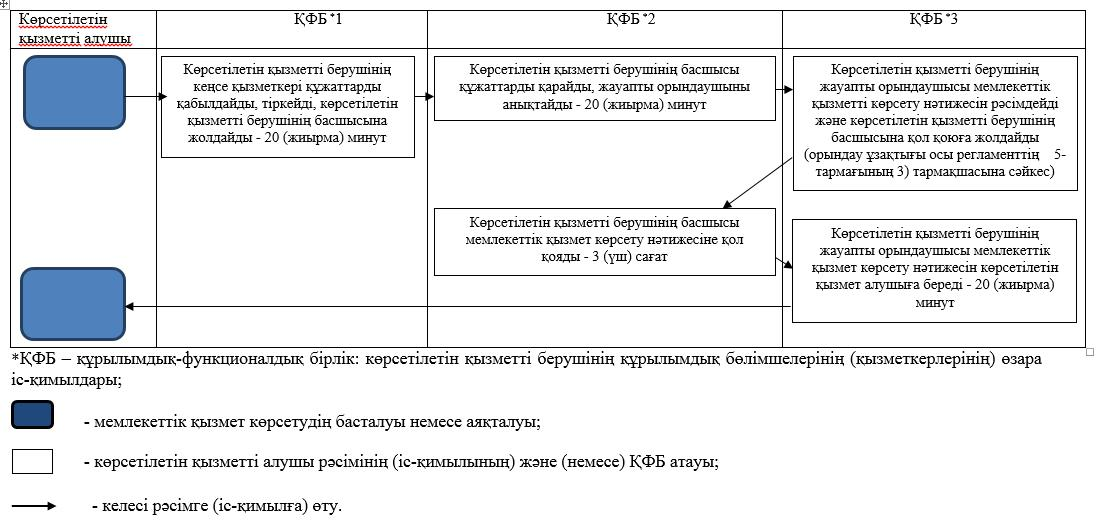 Көрсетілетін
қызметті алушы
ҚФБ *1
ҚФБ *2
ҚФБ *3
Көрсетілетін қызметті берушінің
кеңсе қызметкері құжаттарды
қабылдайды, тіркейді, көрсетілетін
қызметті берушінің басшысына
жолдайды - 20 (жиырма) минут
Көрсетілетін қызметті берушінің басшысы
құжаттарды қарайды, жауапты орындаушыны
анықтайды - 20 (жиырма) минут
Көрсетілетін қызметті берушінің
жауапты орындаушысы мемлекеттік
қызметті көрсету нәтижесін рәсімдейді
және көрсетілетін қызметті берушінің
басшысына қол қоюға жолдайды
(орындау ұзақтығы осы регламенттің 5-
тармағының 3) тармақшасына сәйкес)
Көрсетілетін қызметті берушінің басшысы
мемлекеттік қызмет көрсету нәтижесіне қол
қояды - 3 (үш) сағат
Көрсетілетін қызметті берушінің
жауапты орындаушысы мемлекеттік
қызмет көрсету нәтижесін көрсетілетін
қызмет алушыға береді - 20 (жиырма)
минут
*ҚФБ – құрылымдық-функционалдық бірлік: көрсетілетін қызметті берушінің құрылымдық бөлімшелерінің (қызметкерлерінің) өзара
іс-қимылдары;
- мемлекеттік қызмет көрсетудің басталуы немесе аяқталуы;
- көрсетілетін қызметті алушы рәсімінің (іс-қимылының) және (немесе) ҚФБ атауы;
- келесі рәсімге (іс-қимылға) өту.